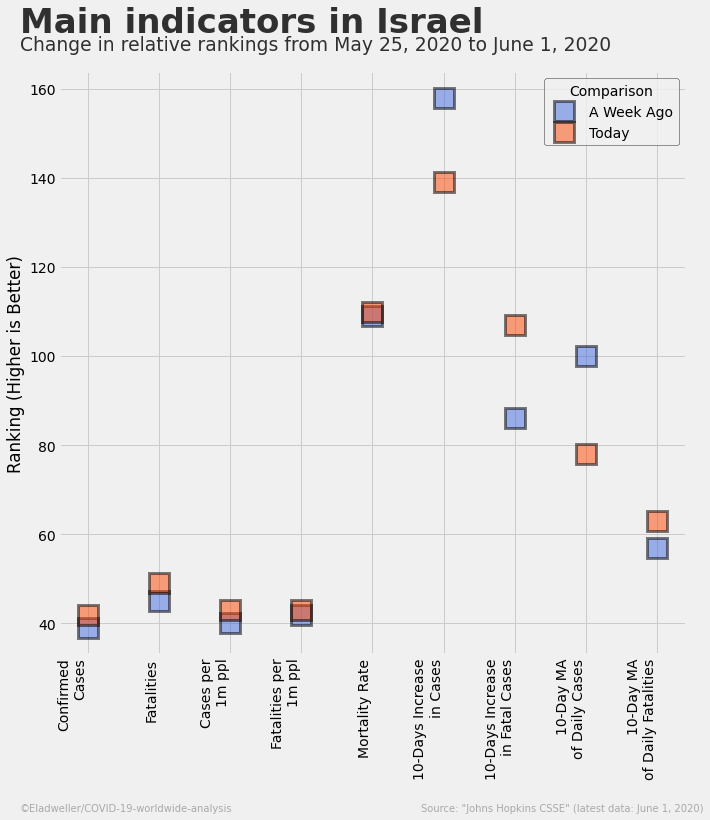 Main indicators in Israel
Change in relative rankings from May 25, 2020 to June 1, 2020
Ranking (Higher is Better)
160
140
120
100
80
60
40
Comparison
A Week Ago
Today
Confirmed
Cases
Fatalities
Cases per
1m ppl
Fatalities per
1m ppl
Mortality Rate
10-Days Increase
in Cases
10-Days Increase
in Fatal Cases
10-Day MA
of Daily Cases
10-Day MA
of Daily Fatalities
©Eladweller/COVID-19-worldwide-analysis
Source: "Johns Hopkins CSSE" (latest data: June 1, 2020)